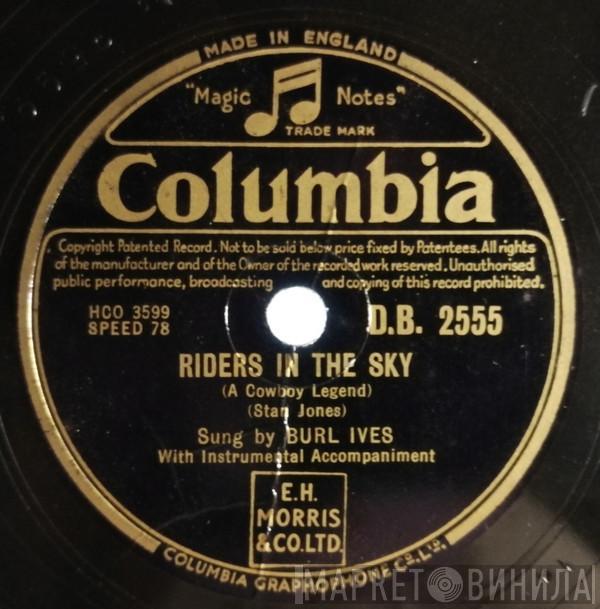 MADE IN ENGLAND
"Magic Notes"
TRADE MARK
Columbia
Copyright Patented Record. Not to be sold below price fixed by Patentees. All rights
of the manufacturer and of the Owner of the recorded work reserved. Unauthorised
public performance, broadcasting and copying of this record prohibited.
HCO 3599
SPEED 78
D.B. 2555
RIDERS IN THE SKY
(A Cowboy Legend)
(Stan Jones)
Sung by BURL IVES
With Instrumental Accompaniment
E.H.
MORRIS
& CO. LTD.
COLUMBIA GRAPHOPHONE CO. LTD.
МАРКЕТОВИНИЛА